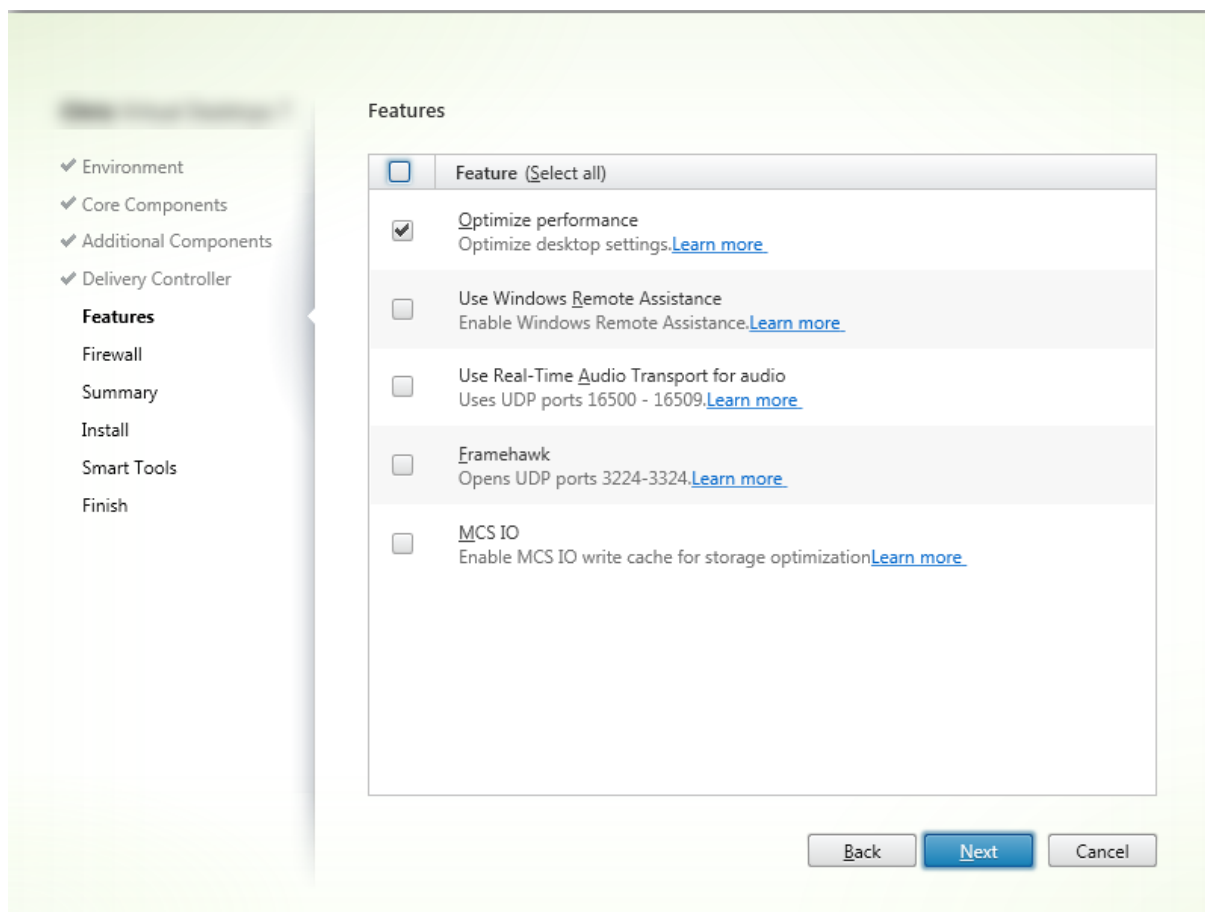 Features
Environment
Core Components
Additional Components
Delivery Controller
Features
Firewall
Summary
Install
Smart Tools
Finish
Feature (Select all)
Optimize performance
Optimize desktop settings.Learn more
Use Windows Remote Assistance
Enable Windows Remote Assistance.Learn more
Use Real-Time Audio Transport for audio
Uses UDP ports 16500 - 16509.Learn more
Framehawk
Opens UDP ports 3224-3324.Learn more
MCS IO
Enable MCS IO write cache for storage optimizationLearn more
Back
Next
Cancel